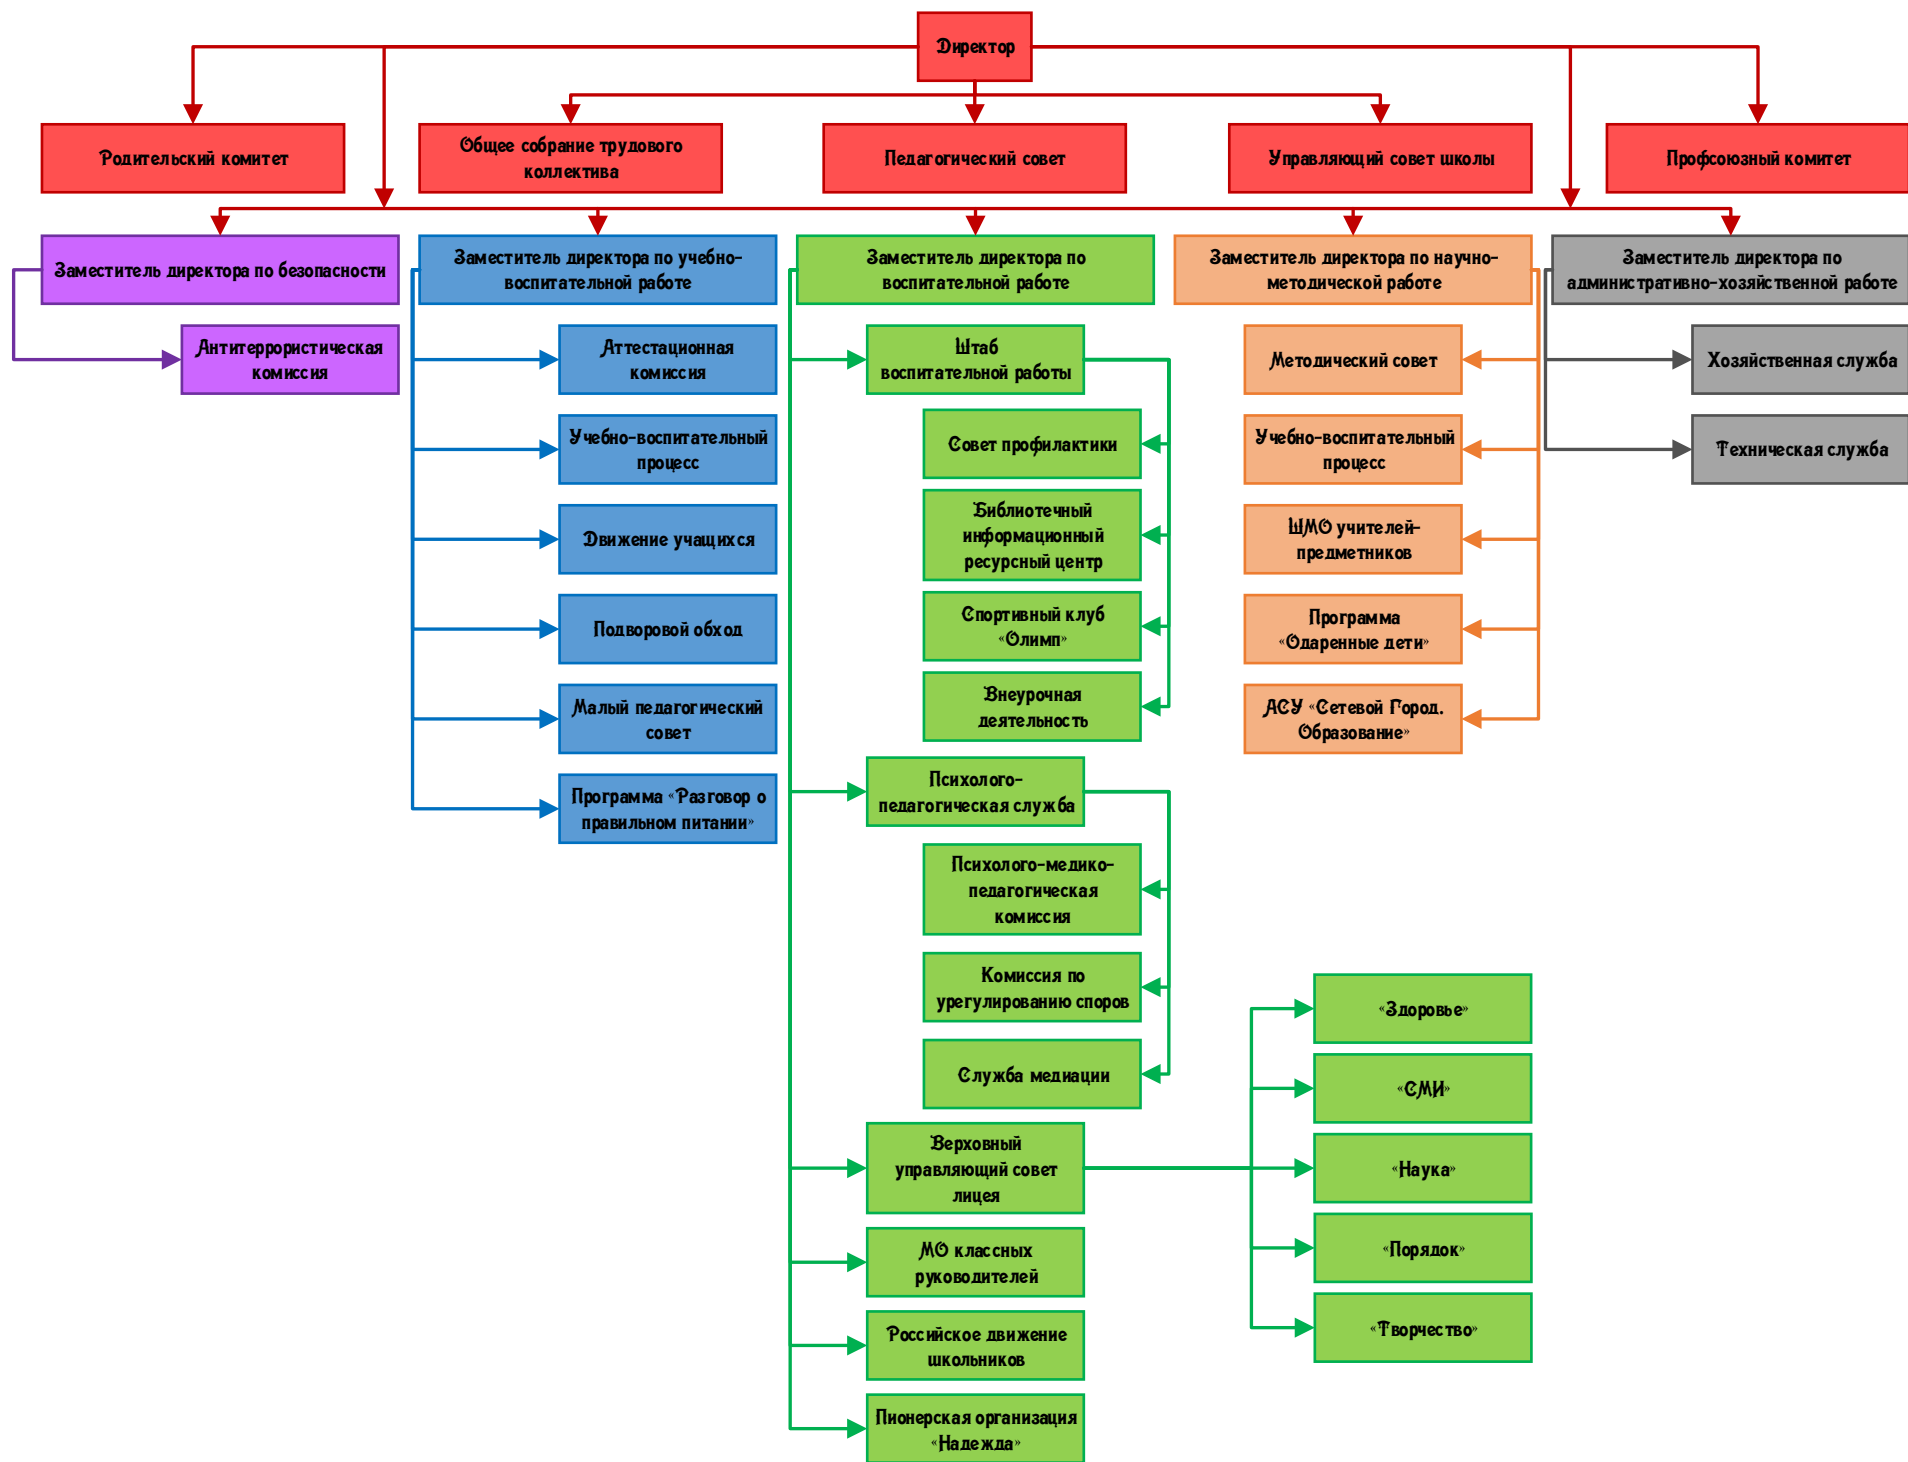 Директор
Родительский комитет
Общее собрание трудового
коллектива
Педагогический совет
Управляющий совет школы
Профсоюзный комитет
Заместитель директора по безопасности
Заместитель директора по учебно-
воспитательной работе
Заместитель директора по
воспитательной работе
Заместитель директора по научно-
методической работе
Заместитель директора по
административно-хозяйственной работе
Антитеррористическая
комиссия
Аттестационная
комиссия
Учебно-воспитательный
процесс
Движение учащихся
Подворовой обход
Малый педагогический
совет
Программа «Разговор о
правильном питании»
Штаб
воспитательной работы
Совет профилактики
Библиотечный
информационный
ресурсный центр
Спортивный клуб
«Олимп»
Внеурочная
деятельность
Психолого-
педагогическая служба
Психолого-медико-
педагогическая
комиссия
Комиссия по
урегулированию споров
Служба медиации
Верховный
управляющий совет
лицея
«Здоровье»
«СМИ»
«Наука»
«Порядок»
«Творчество»
МО классных
руководителей
Российское движение
школьников
Пионерская организация
«Надежда»
Методический совет
Учебно-воспитательный
процесс
ШМО учителей-
предметников
Программа
«Одаренные дети»
АСУ «Сетевой Город.
Образование»
Хозяйственная служба
Техническая служба